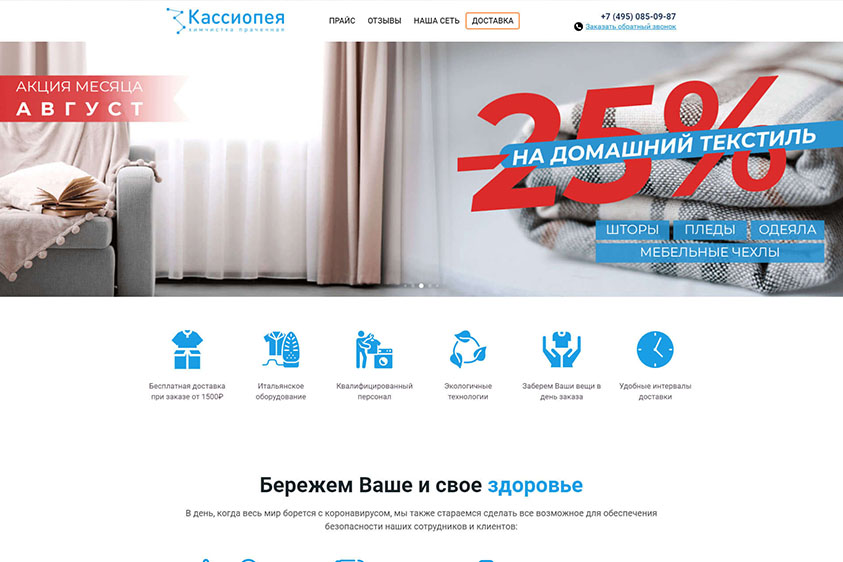 Кассиопея
химчистка прачечная
ПРАЙС ОТЗЫВЫ НАША СЕТЬ ДОСТАВКА
+7 (495) 085-09-87
Заказать обратный звонок
АКЦИЯ МЕСЯЦА
АВГУСТ
-25%
НА ДОМАШНИЙ ТЕКСТИЛЬ
ШТОРЫ ПЛЕДЫ ОДЕЯЛА
МЕБЕЛЬНЫЕ ЧЕХЛЫ
Бесплатная доставка
при заказе от 1500₽
Итальянское
оборудование
Квалифицированный
персонал
Экологичные
технологии
Заберем Ваши вещи в
день заказа
Удобные интервалы
доставки
Бережем Ваше и свое здоровье
В день, когда весь мир борется с коронавирусом, мы также стараемся сделать все возможное для обеспечения
безопасности наших сотрудников и клиентов: